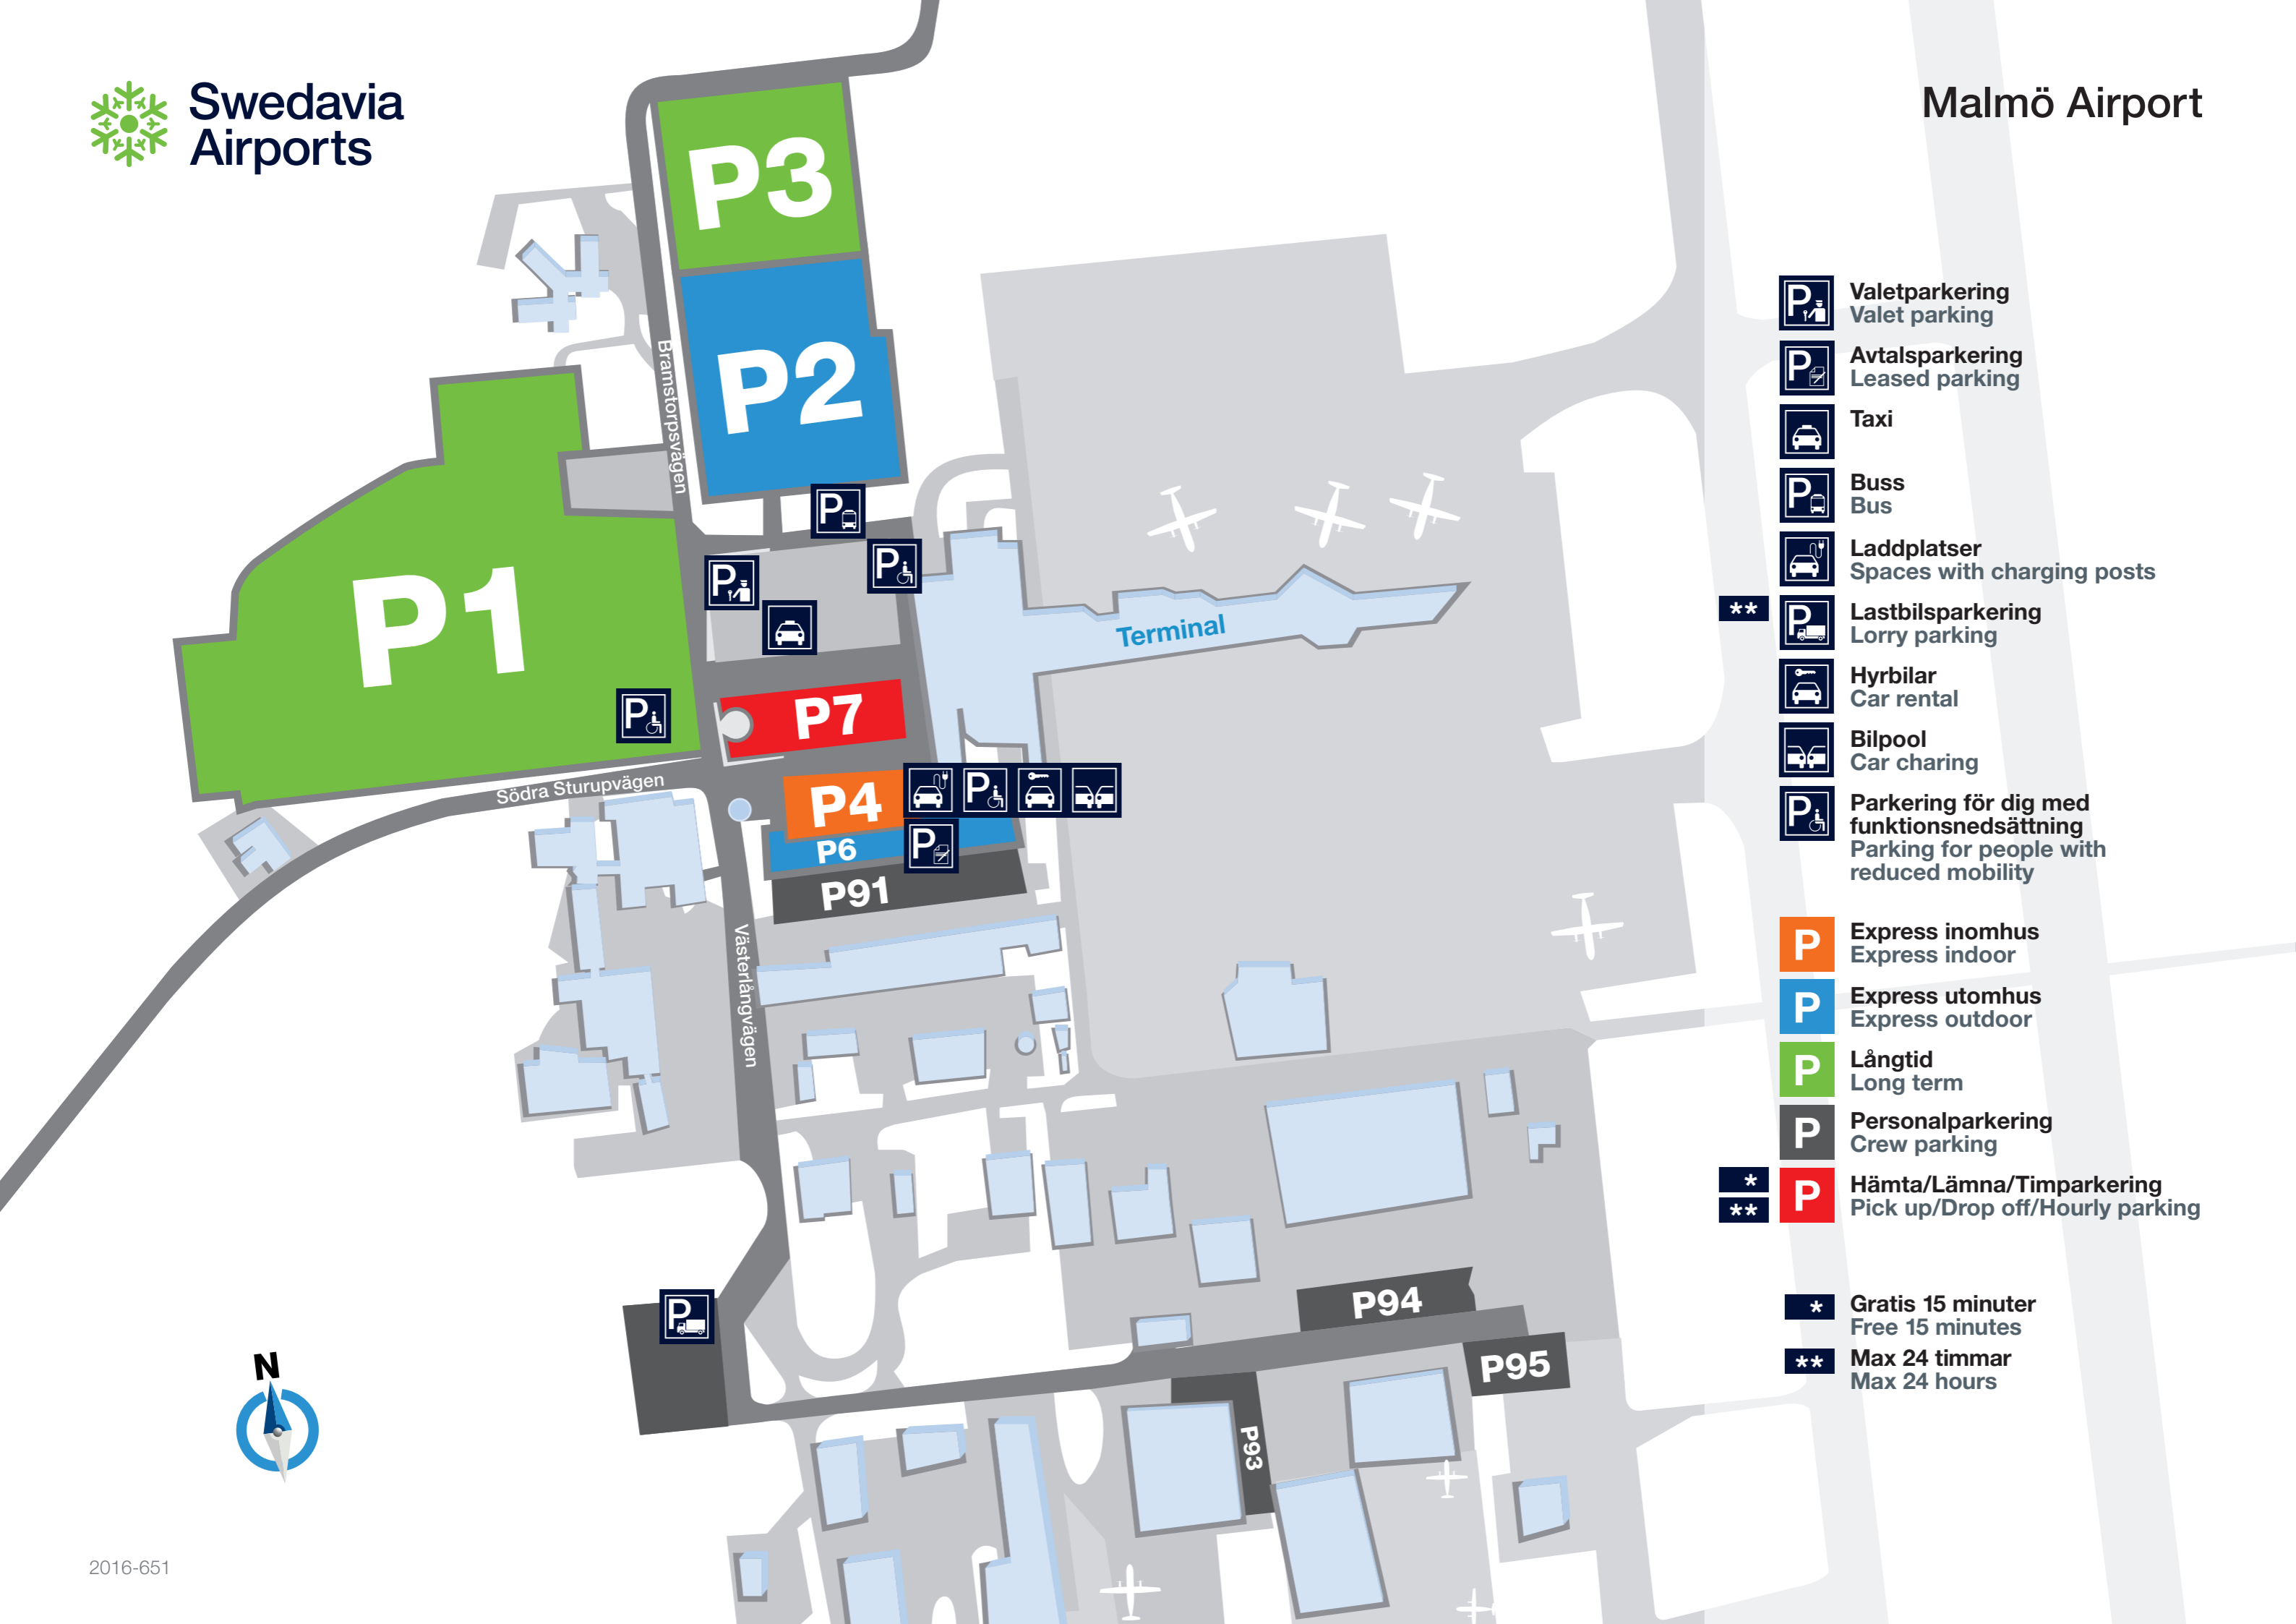 Swedavia
Airports
Malmö Airport
P3
P2
Bramstorpsvägen
P1
P
P
P
Terminal
P
P7
Södra Sturupvägen
P4
P
P6
P
P91
Västerlångvägen
P
P94
P95
P93
N
2016-651
P
Valetparkering
Valet parking
P
Avtalsparkering
Leased parking
Taxi
P
Buss
Bus
Laddplatser
Spaces with charging posts
**
P
Lastbilsparkering
Lorry parking
Hyrbilar
Car rental
Bilpool
Car charing
P
Parkering för dig med
funktionsnedsättning
Parking for people with
reduced mobility
P
Express inomhus
Express indoor
P
Express utomhus
Express outdoor
P
Långtid
Long term
P
Personalparkering
Crew parking
*
**
P
Hämta/Lämna/Timparkering
Pick up/Drop off/Hourly parking
*
Gratis 15 minuter
Free 15 minutes
**
Max 24 timmar
Max 24 hours